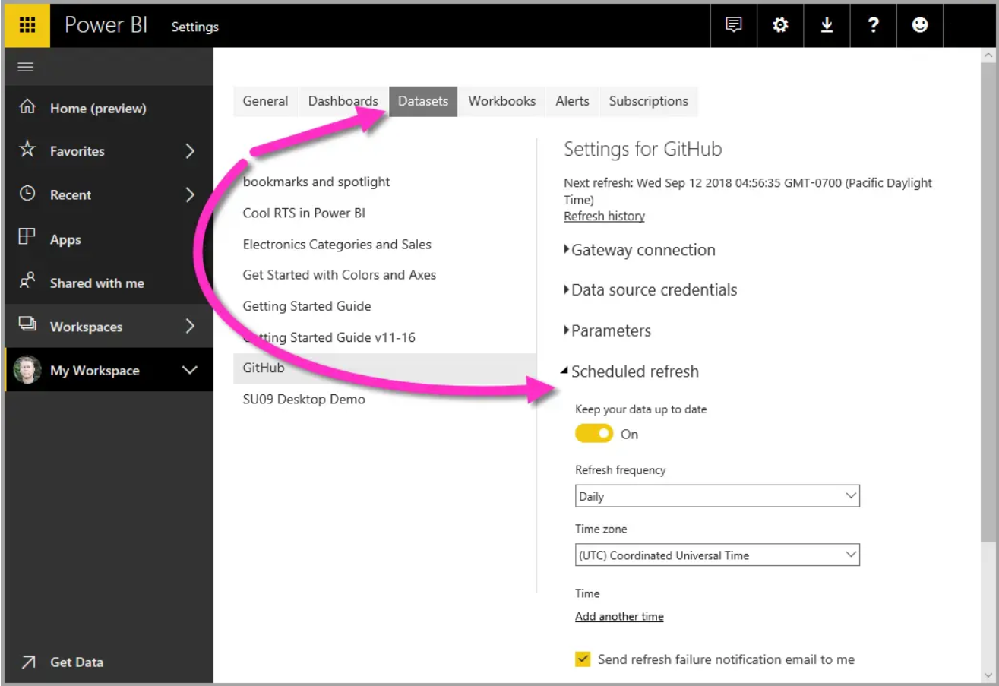 Power BI Settings
Home (preview)
Favorites
Recent
Apps
Shared with me
Workspaces
My Workspace
Get Data
General Dashboards Datasets Workbooks Alerts Subscriptions
bookmarks and spotlight
Cool RTS in Power BI
Electronics Categories and Sales
Get Started with Colors and Axes
Getting Started Guide
Getting Started Guide v11-16
GitHub
SU09 Desktop Demo
Settings for GitHub
Next refresh: Wed Sep 12 2018 04:56:35 GMT-0700 (Pacific Daylight
Time)
Refresh history
Gateway connection
Data source credentials
Parameters
Scheduled refresh
Keep your data up to date
On
Refresh frequency
Daily
Time zone
(UTC) Coordinated Universal Time
Time
Add another time
Send refresh failure notification email to me